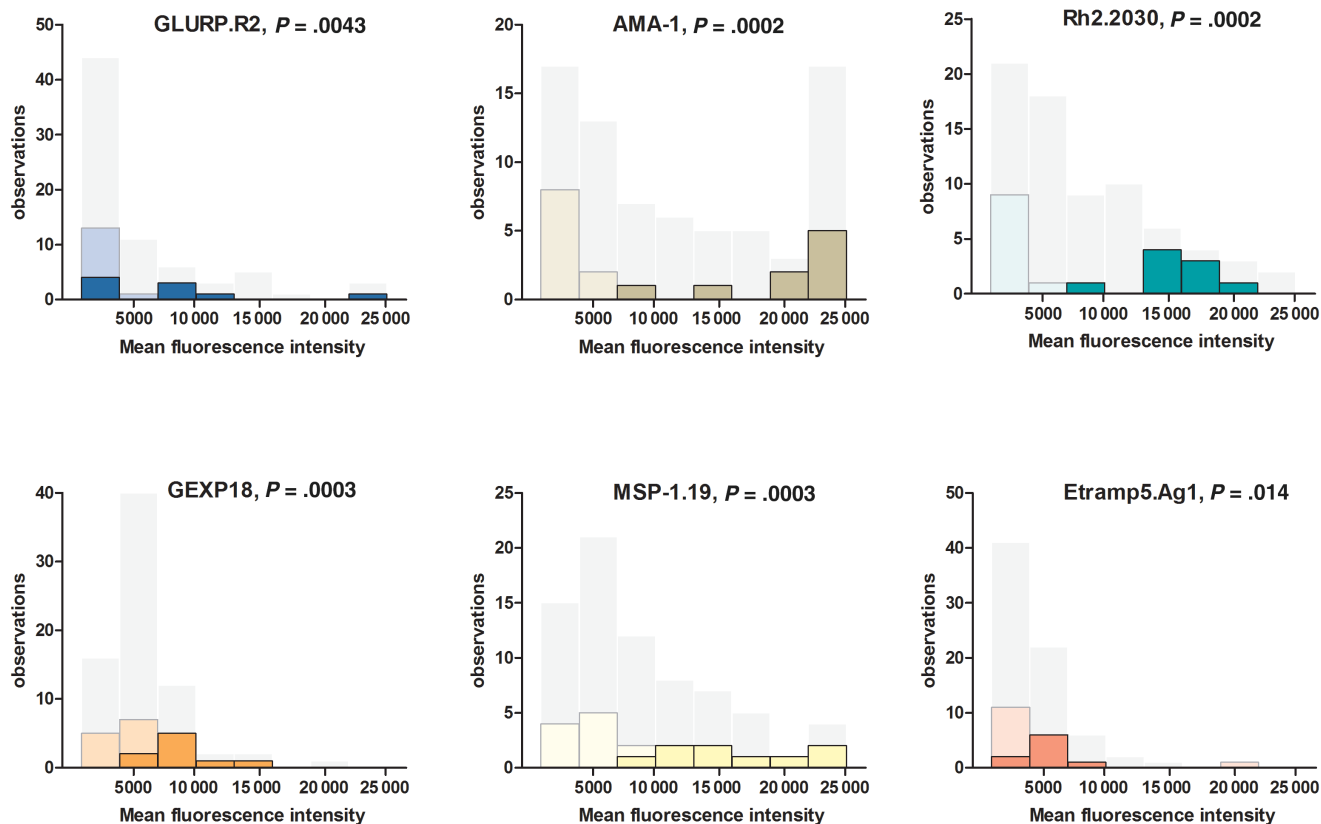 GLURP.R2, P = .0043
50
40
30
20
10
0
observations
5000 10 000 15 000 20 000 25 000
Mean fluorescence intensity
AMA-1, P = .0002
20
15
10
5
0
observations
5000 10 000 15 000 20 000 25 000
Mean fluorescence intensity
Rh2.2030, P = .0002
25
20
15
10
5
0
observations
5000 10 000 15 000 20 000 25 000
Mean fluorescence intensity
GEXP18, P = .0003
40
30
20
10
0
observations
5000 10 000 15 000 20 000 25 000
Mean fluorescence intensity
MSP-1.19, P = .0003
25
20
15
10
5
0
observations
5000 10 000 15 000 20 000 25 000
Mean fluorescence intensity
Etramp5.Ag1, P = .014
50
40
30
20
10
0
observations
5000 10 000 15 000 20 000 25 000
Mean fluorescence intensity